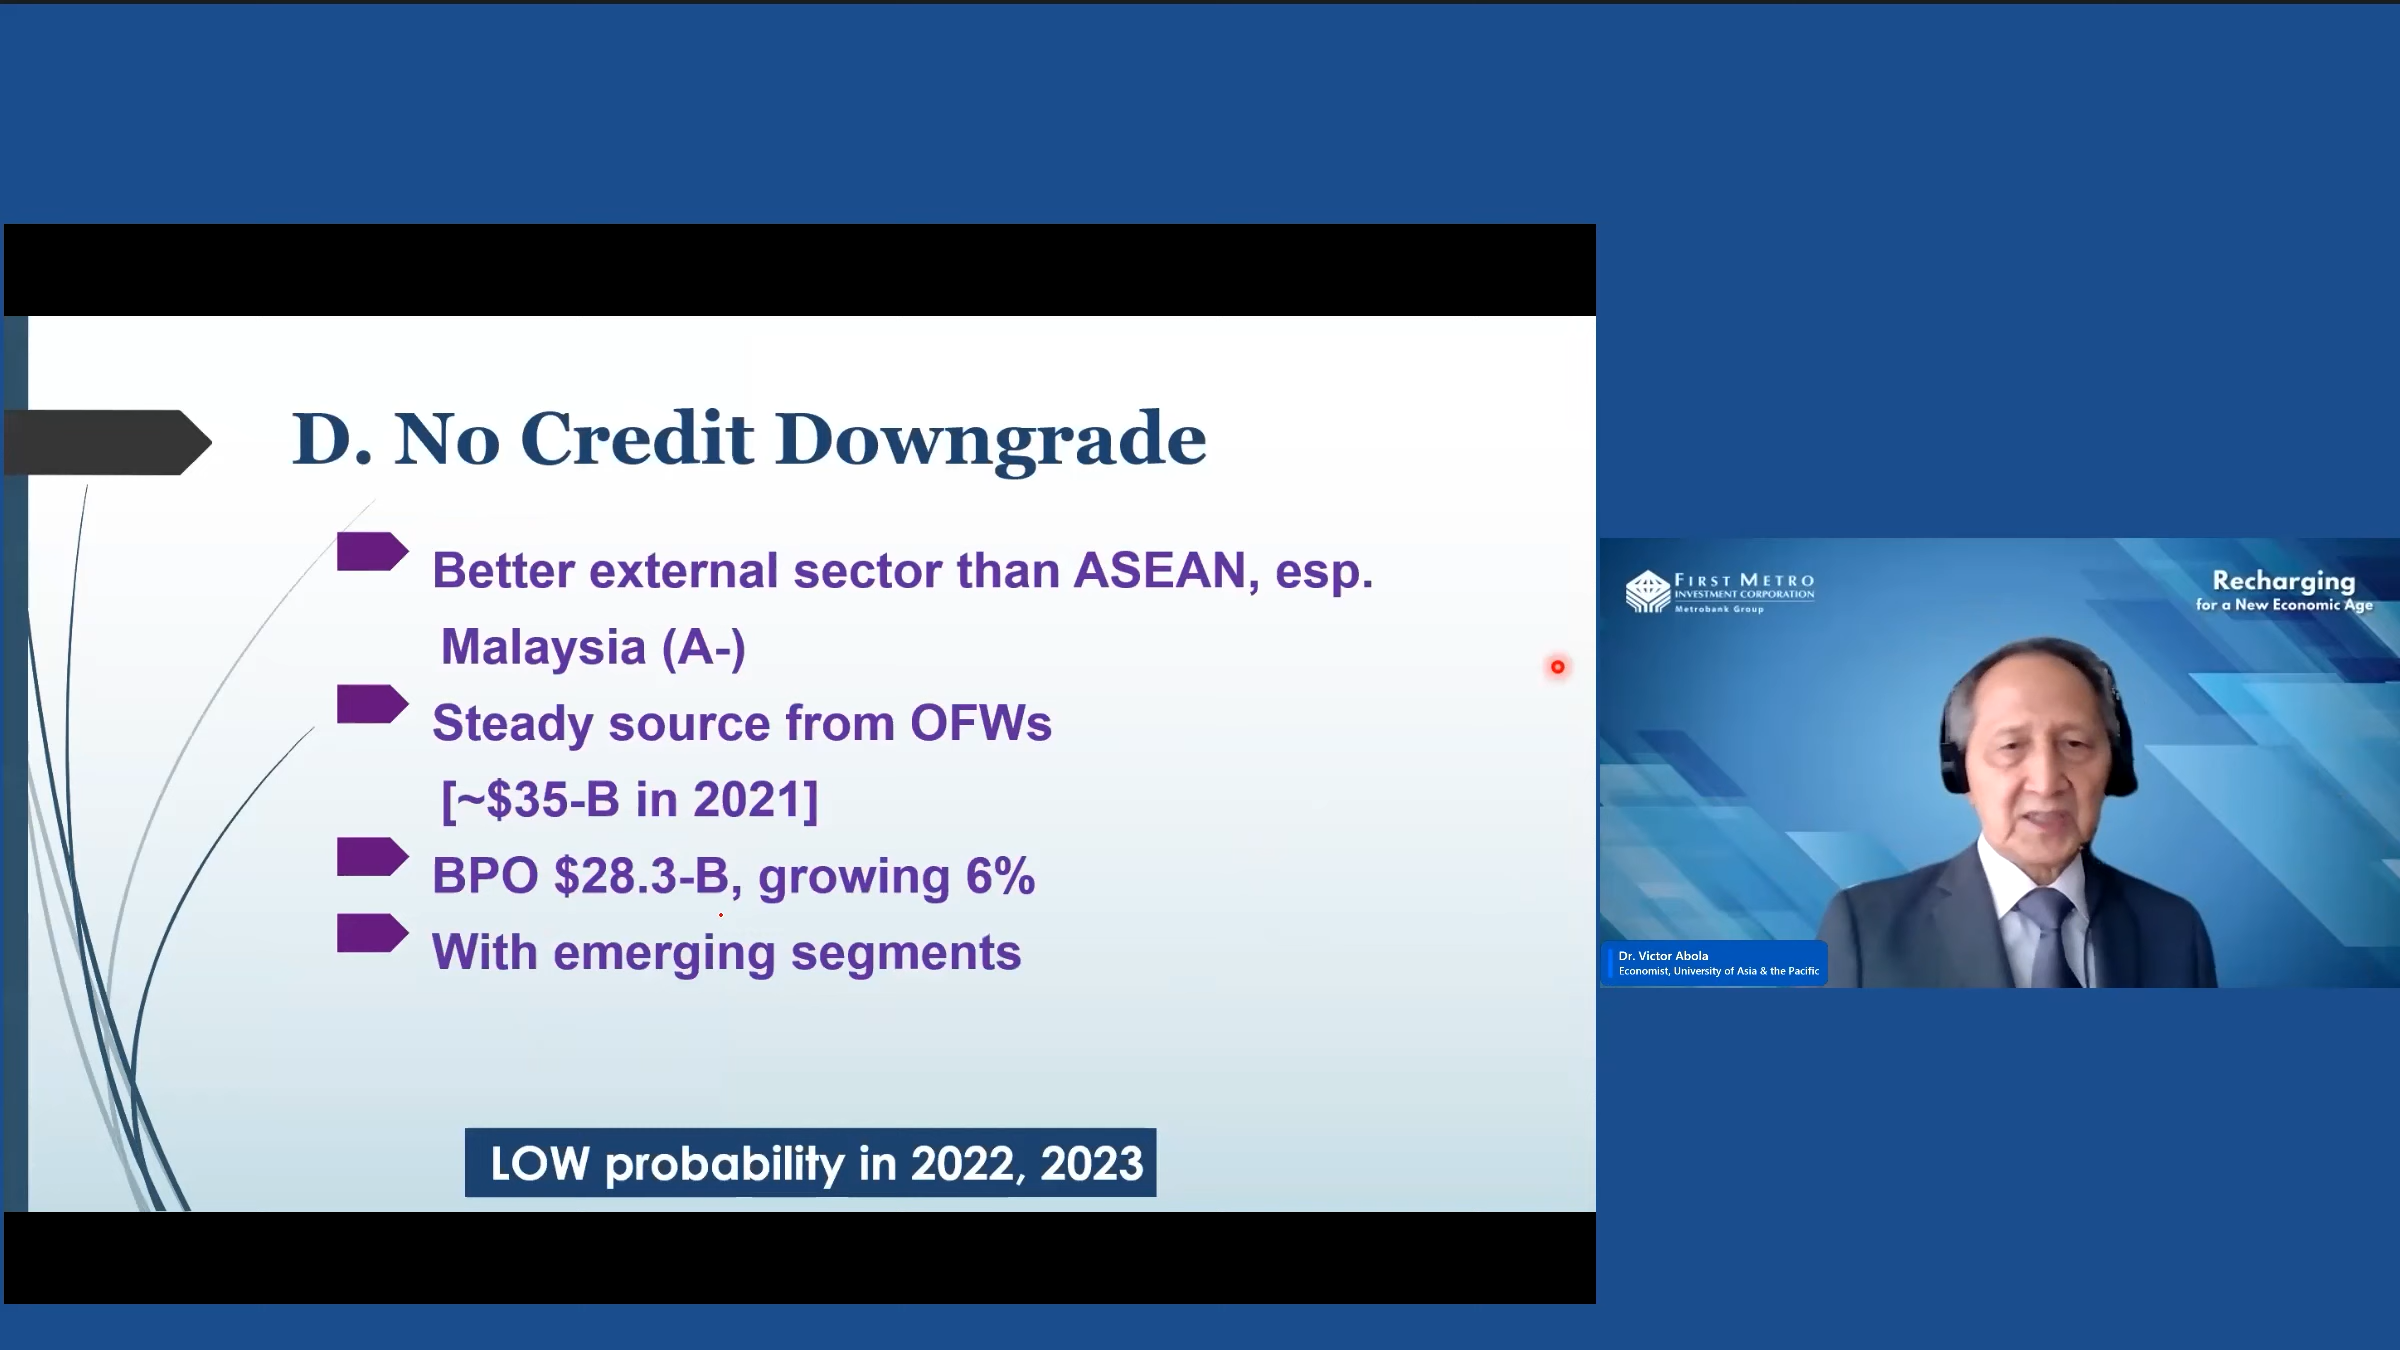 D. No Credit Downgrade
Better external sector than ASEAN, esp.
Malaysia (A-)
Steady source from OFWs
[~$35-B in 2021]
BPO $28.3-B, growing 6%
With emerging segments
LOW probability in 2022, 2023
FIRST METRO
INVESTMENT CORPORATION
Metrobank Group
Recharging
for a New Economic Age
Dr. Victor Abola
Economist, University of Asia & the Pacific